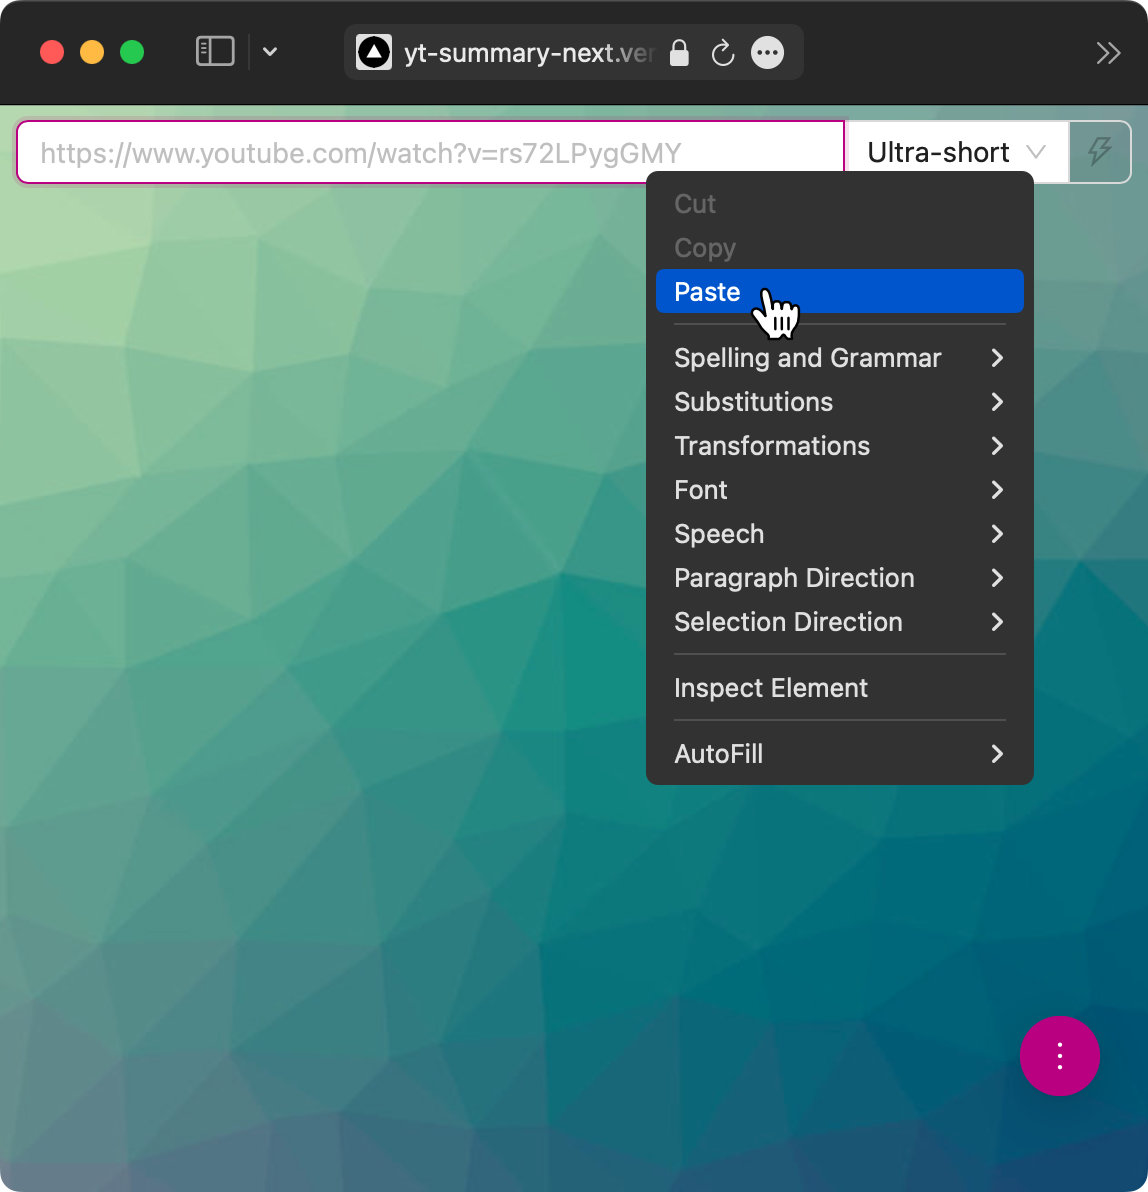 yt-summary-next.ver
https://www.youtube.com/watch?v=rs72LPygGMY
Ultra-short
Cut
Copy
Paste
Spelling and Grammar
Substitutions
Transformations
Font
Speech
Paragraph Direction
Selection Direction
Inspect Element
AutoFill